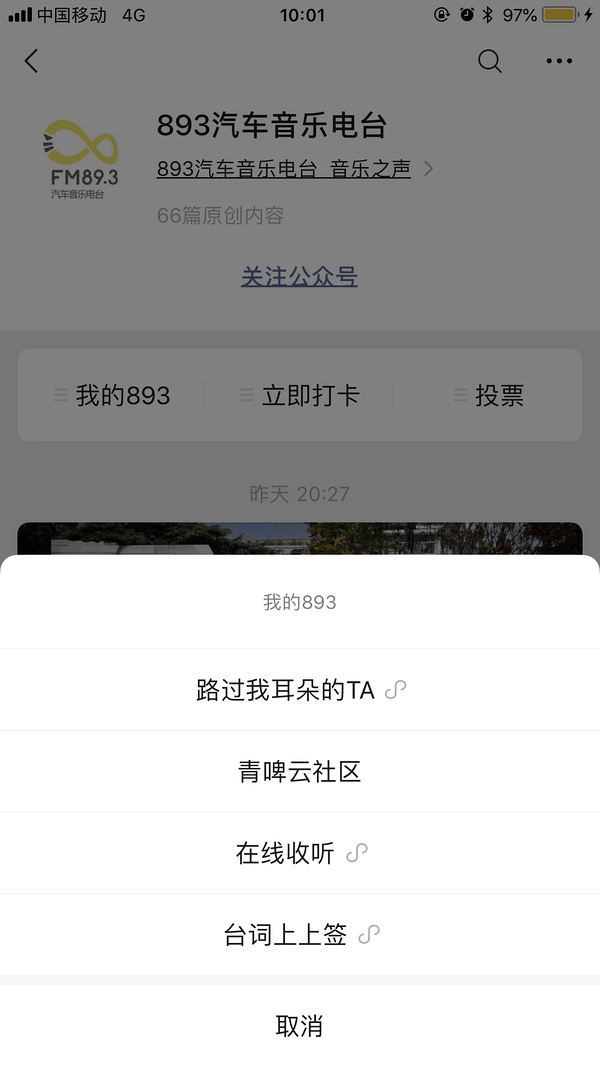 中国移动 4G 10:01 97%
893汽车音乐电台
893汽车音乐电台 音乐之声
FM89.3
汽车音乐电台
66篇原创内容
关注公众号
我的893 立即打卡 投票
昨天 20:27
我的893
路过我耳朵的TA
青啤云社区
在线收听
台词上上签
取消